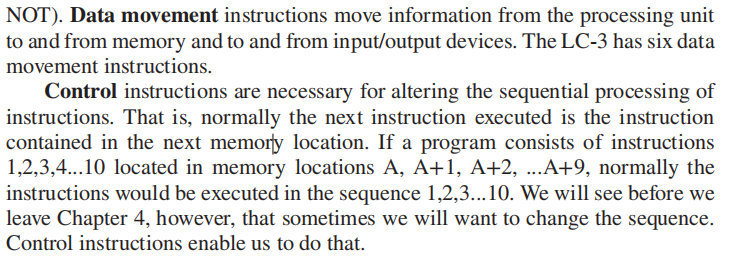 NOT). Data movement instructions move information from the processing unit
to and from memory and to and from input/output devices. The LC-3 has six data
movement instructions.
Control instructions are necessary for altering the sequential processing of
instructions. That is, normally the next instruction executed is the instruction
contained in the next memory location. If a program consists of instructions
1,2,3,4...10 located in memory locations A, A+1, A+2, ...A+9, normally the
instructions would be executed in the sequence 1,2,3...10. We will see before we
leave Chapter 4, however, that sometimes we will want to change the sequence.
Control instructions enable us to do that.